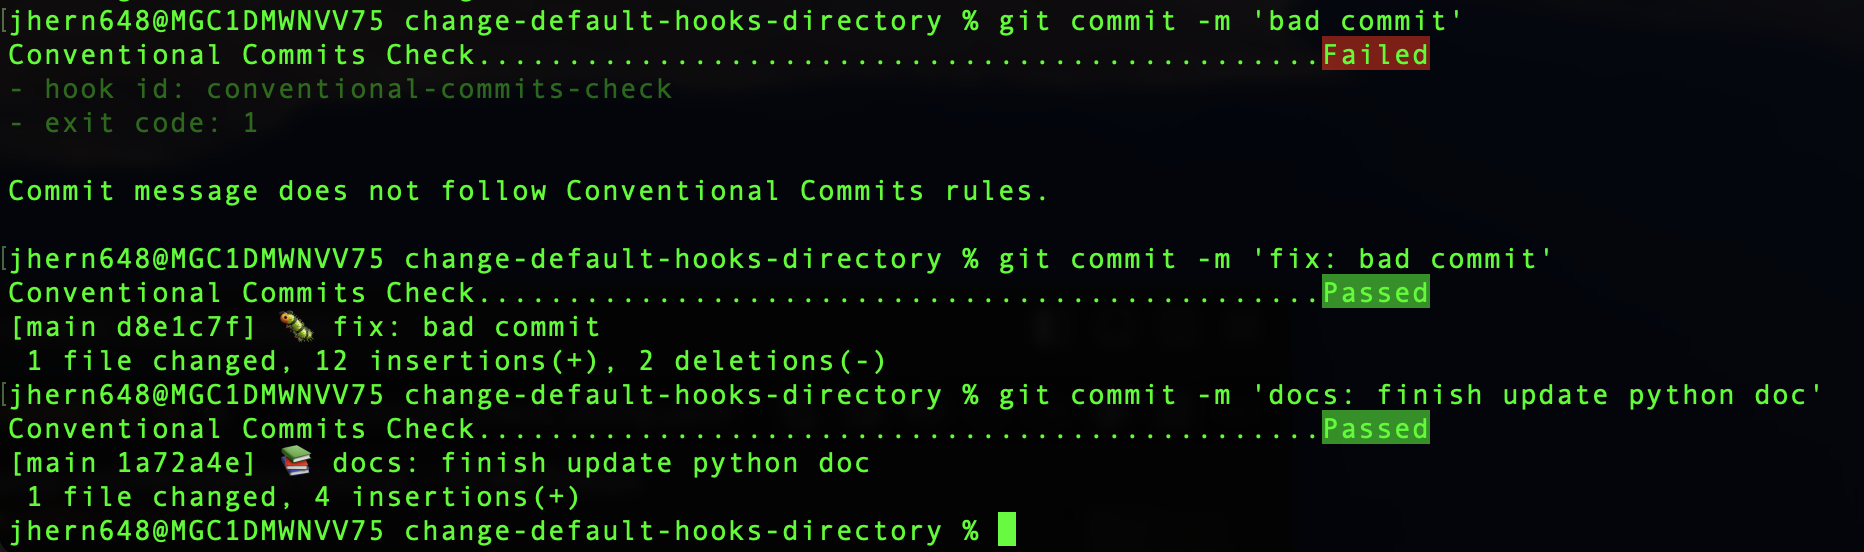 [jhern648@MGC1DMWNVV75 change-default-hooks-directory % git commit -m 'bad commit'
Conventional Commits Check...............................................Failed
- hook id: conventional-commits-check
- exit code: 1
Commit message does not follow Conventional Commits rules.
[jhern648@MGC1DMWNVV75 change-default-hooks-directory % git commit -m 'fix: bad commit'
Conventional Commits Check...............................................Passed
[main d8e1c7f] 🐛 fix: bad commit
 1 file changed, 12 insertions(+), 2 deletions(-)
[jhern648@MGC1DMWNVV75 change-default-hooks-directory % git commit -m 'docs: finish update python doc'
Conventional Commits Check...............................................Passed
[main 1a72a4e] 📚 docs: finish update python doc
 1 file changed, 4 insertions(+)
jhern648@MGC1DMWNVV75 change-default-hooks-directory %